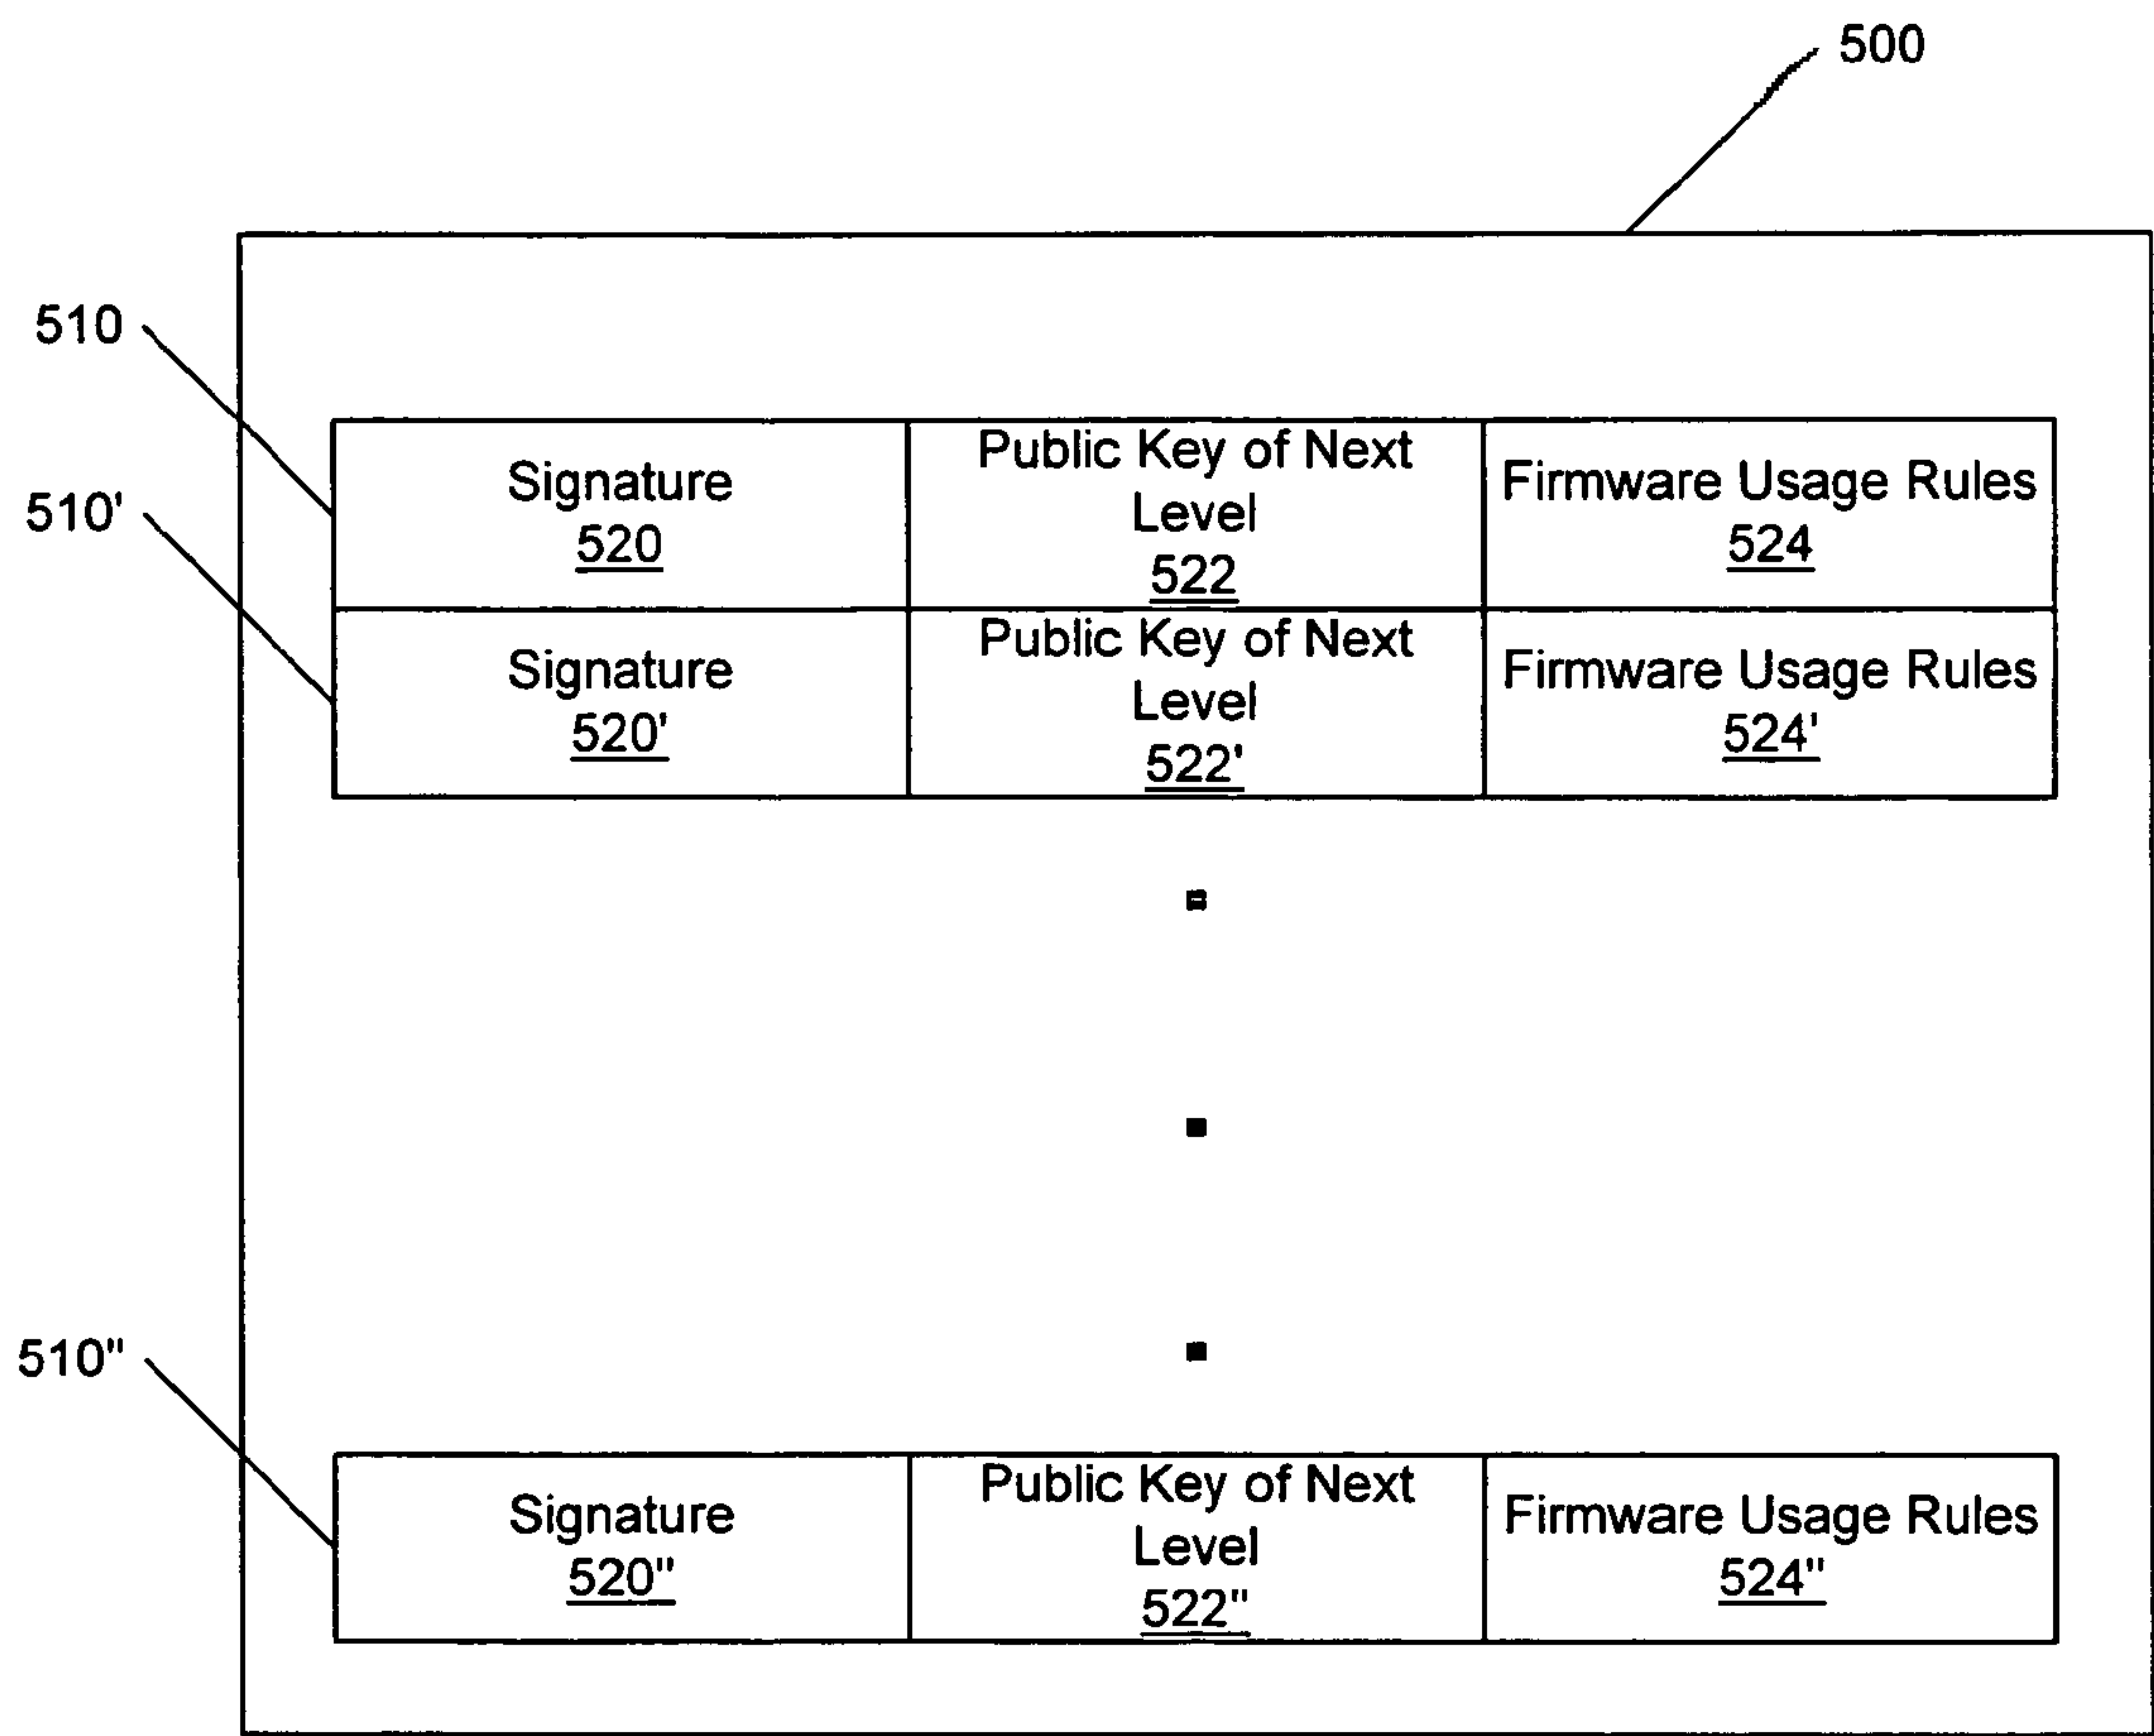 500
510
Signature
520
Public Key of Next
Level
522
Firmware Usage Rules
524
510'
Signature
520'
Public Key of Next
Level
522'
Firmware Usage Rules
524'
510"
Signature
520"
Public Key of Next
Level
522"
Firmware Usage Rules
524"